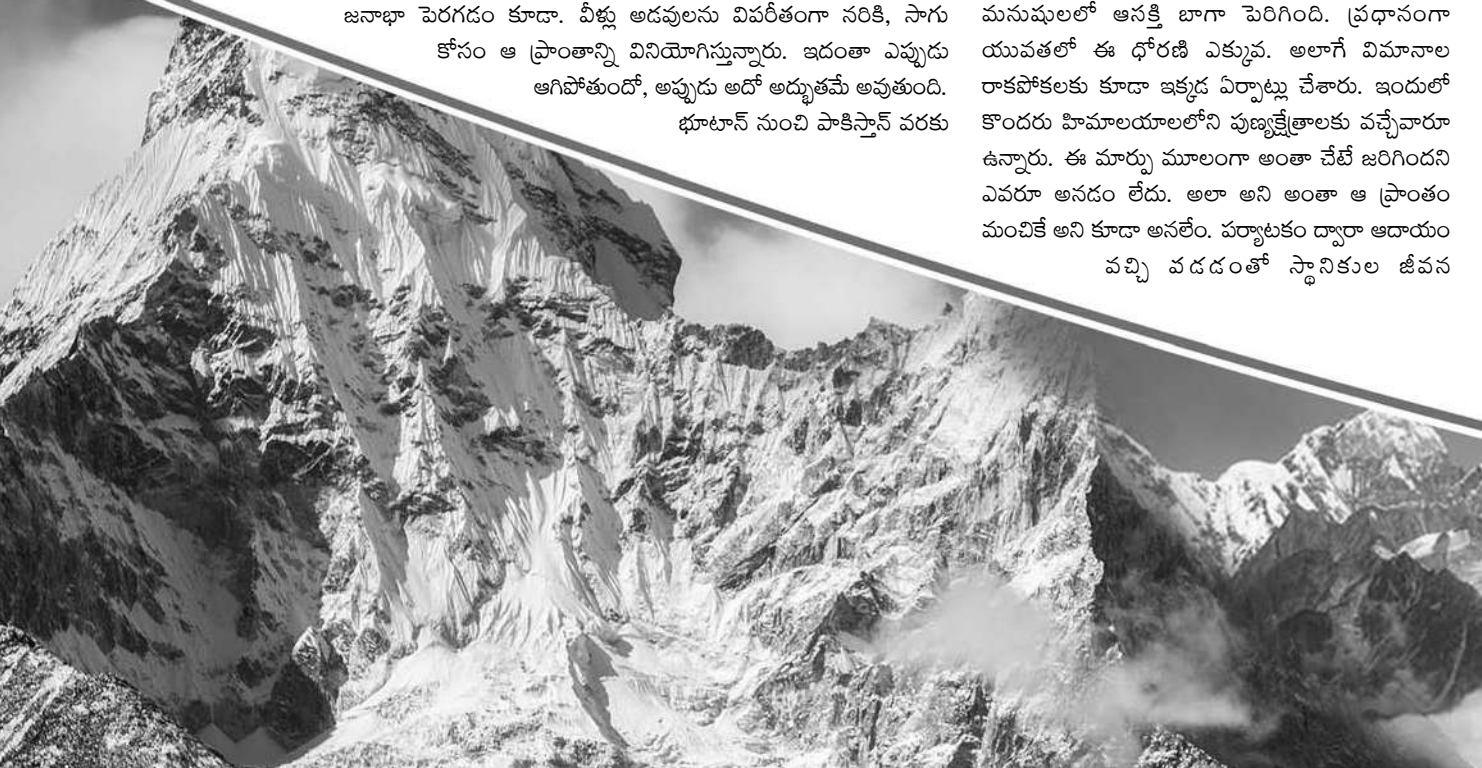 జనాభా పెరగడం కూడా. వీళ్లు అడవులను విపరీతంగా నరికి, సాగు
కోసం ఆ ప్రాంతాన్ని వినియోగిస్తున్నారు. ఇదంతా ఎప్పుడు
ఆగిపోతుందో, అప్పుడు అదో అద్భుతమే అవుతుంది.
భూటాన్ నుంచి పాకిస్తాన్ వరకు
మనుషులలో ఆసక్తి బాగా పెరిగింది. ప్రధానంగా
యువతలో ఈ ధోరణి ఎక్కువ. అలాగే విమానాల
రాకపోకలకు కూడా ఇక్కడ ఏర్పాట్లు చేశారు. ఇందులో
కొందరు హిమాలయాలలోని పుణ్యక్షేత్రాలకు వచ్చేవారూ
ఉన్నారు. ఈ మార్పు మూలంగా అంతా చేటే జరిగిందని
ఎవరూ అనడం లేదు. అలా అని అంతా ఆ ప్రాంతం
మంచికే అని కూడా అనలేం. పర్యాటకం ద్వారా ఆదాయం
వచ్చి వడడంతో స్థానికుల జీవన